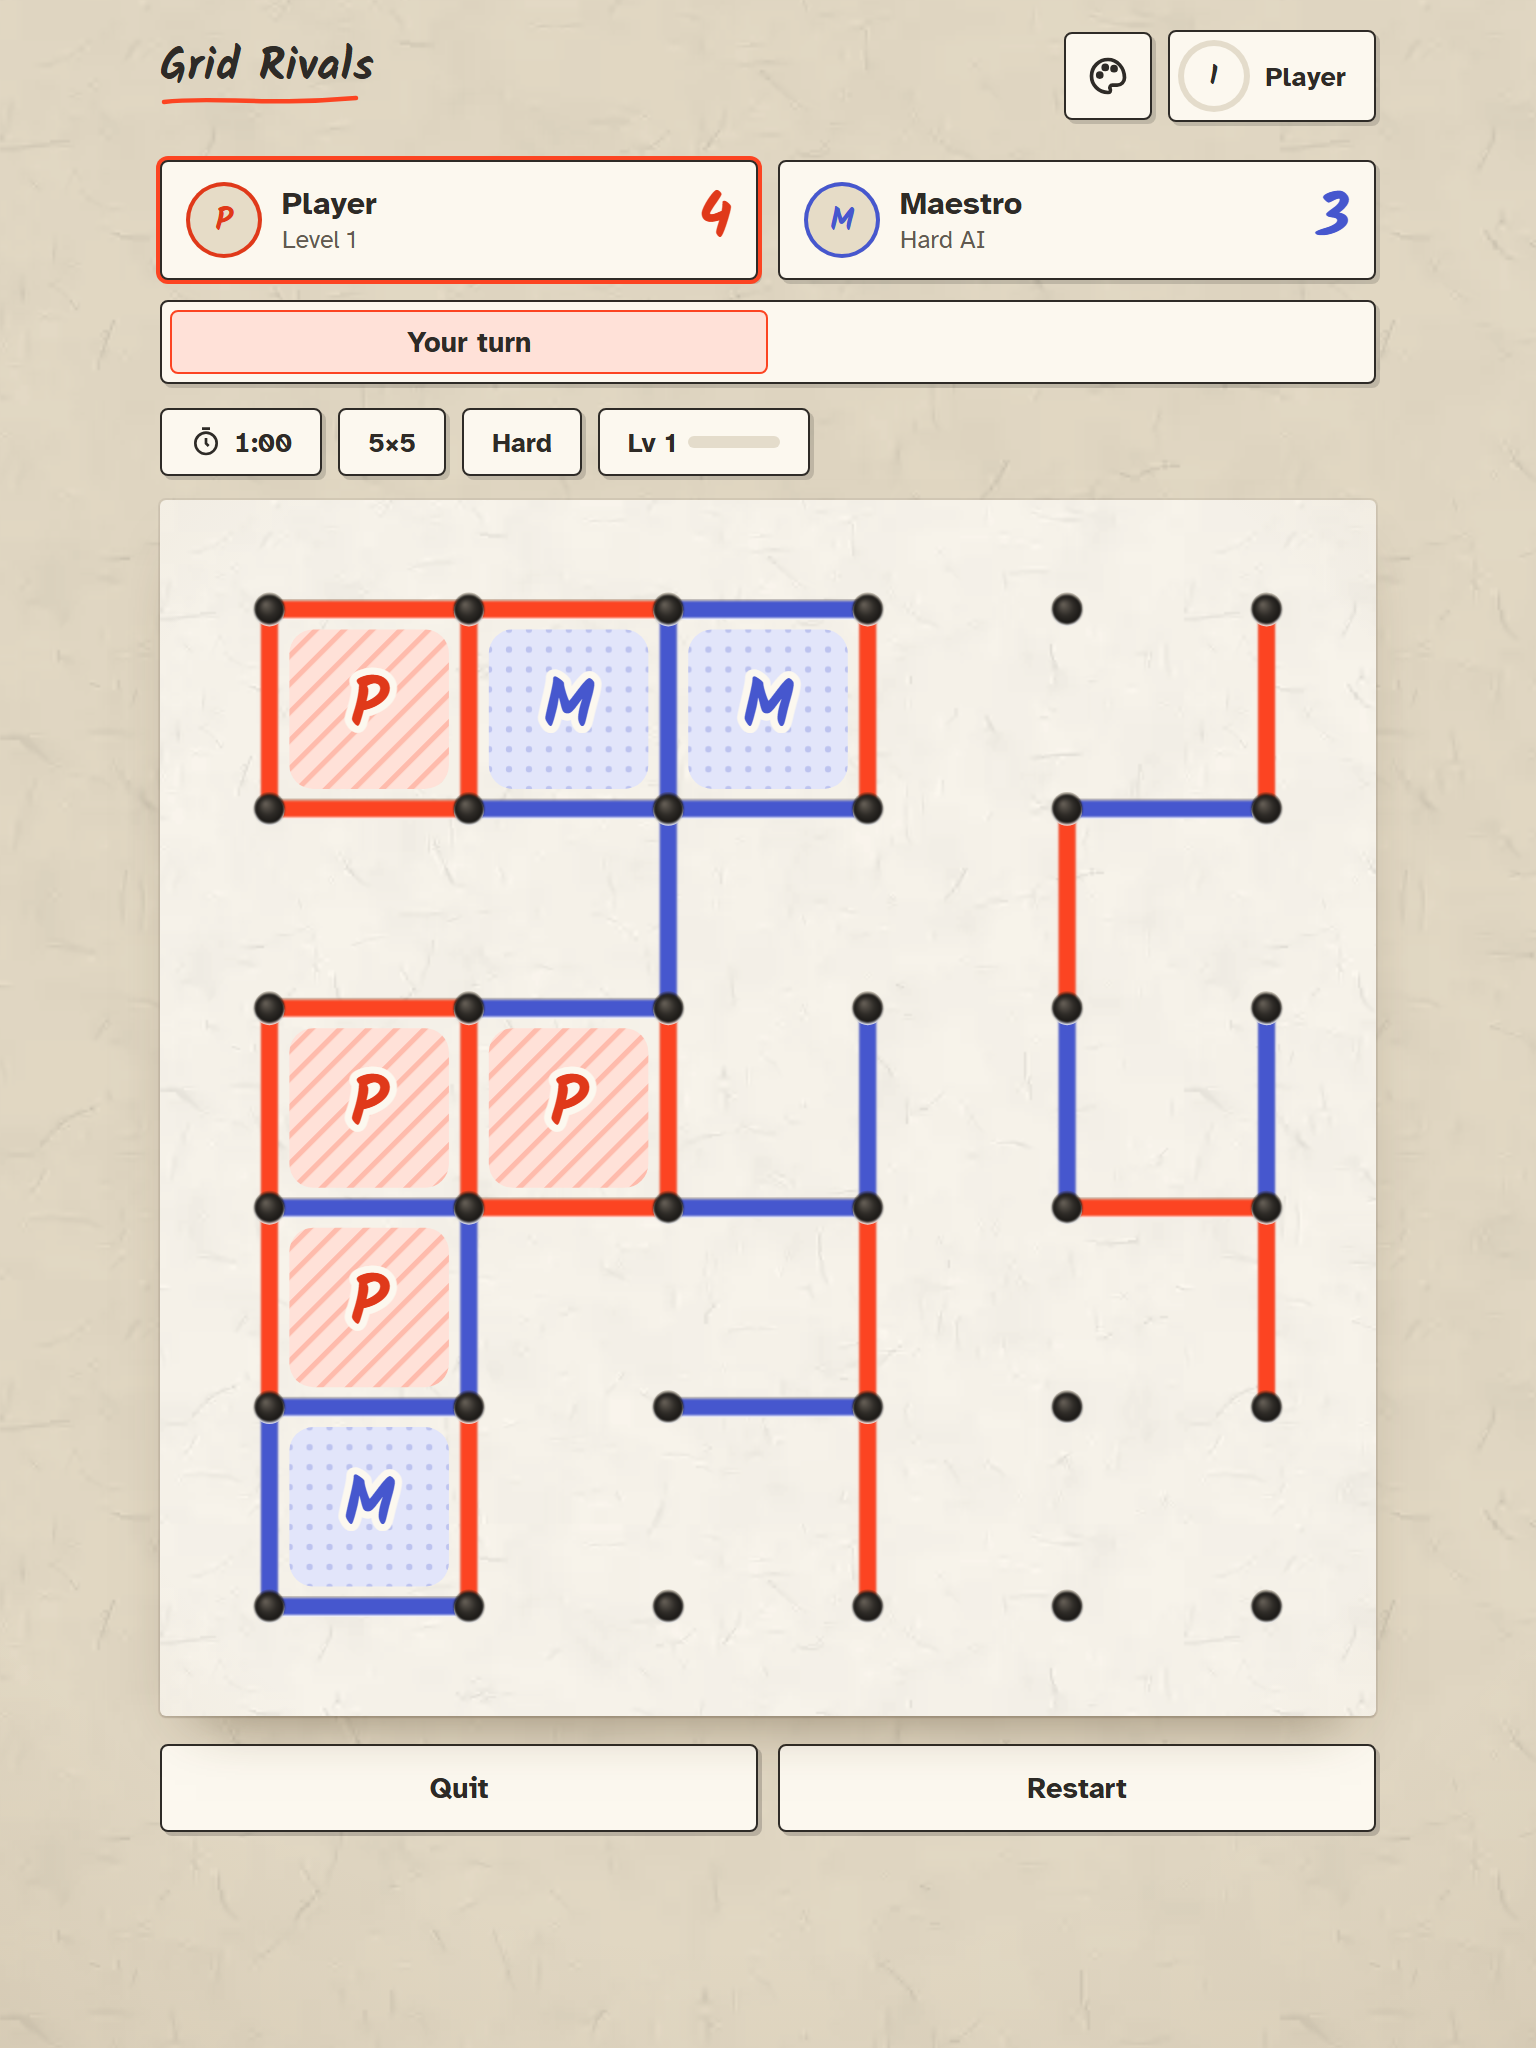 Grid Rivals
1 Player
P Player 4
Level 1
M Maestro 3
Hard AI
Your turn
1:00 5×5 Hard Lv 1
P M M
P P
P
M
Quit Restart